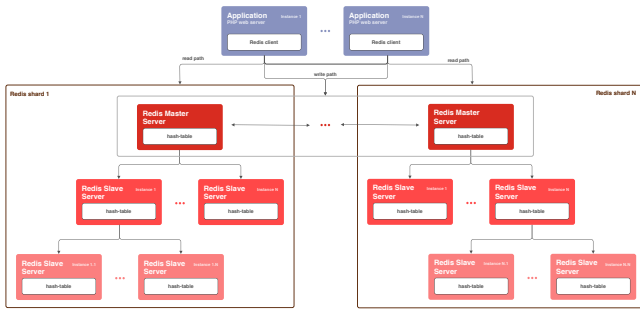 Application
Instance 1
PHP web server
Redis client
Application
Instance N
PHP web server
Redis client
read path
write path
read path
Redis shard 1
Redis shard N
Redis Master
Server
hash-table
Redis Master
Server
hash-table
Redis Slave
Instance 1
Server
hash-table
Redis Slave
Instance N
Server
hash-table
Redis Slave
Instance 1
Server
hash-table
Redis Slave
Instance N
Server
hash-table
Redis Slave
Instance 1.1
Server
hash-table
Redis Slave
Instance 1.N
Server
hash-table
Redis Slave
Instance N.1
Server
hash-table
Redis Slave
Instance N.N
Server
hash-table